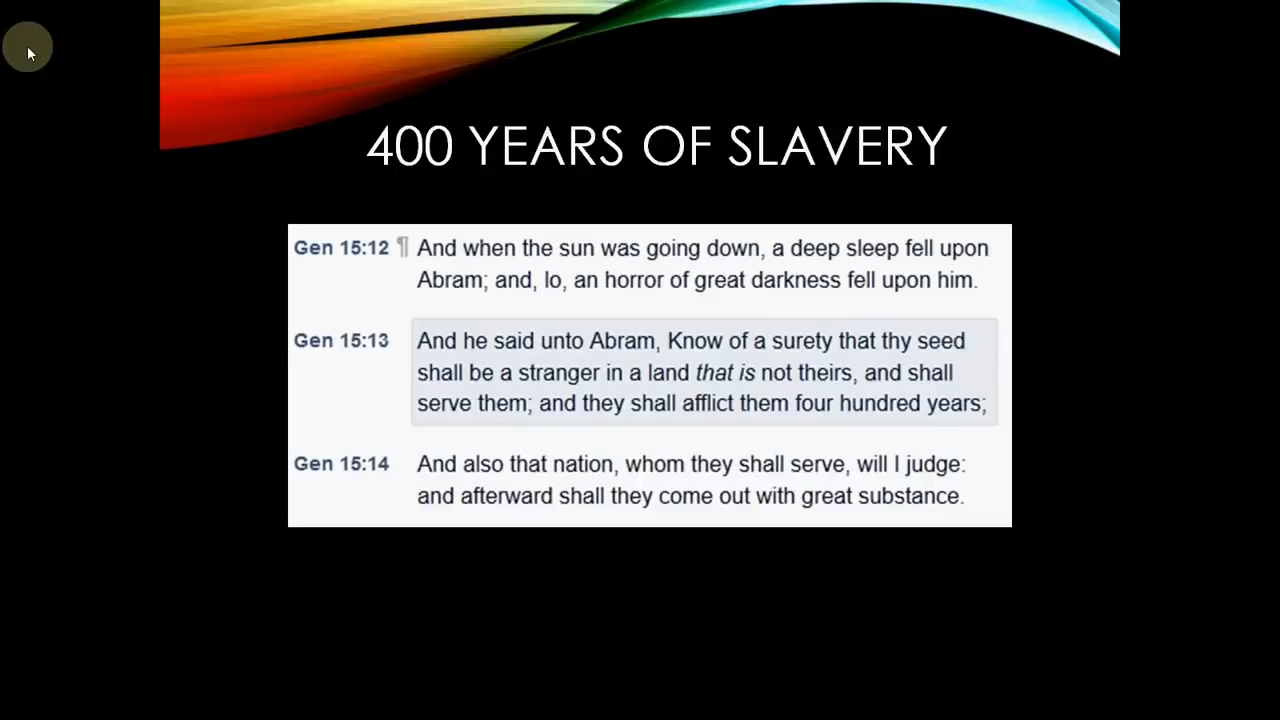 400 YEARS OF SLAVERY
Gen 15:12 ¶ And when the sun was going down, a deep sleep fell upon
Abram; and, lo, an horror of great darkness fell upon him.
Gen 15:13 And he said unto Abram, Know of a surety that thy seed
shall be a stranger in a land that is not theirs, and shall
serve them; and they shall afflict them four hundred years;
Gen 15:14 And also that nation, whom they shall serve, will I judge:
and afterward shall they come out with great substance.